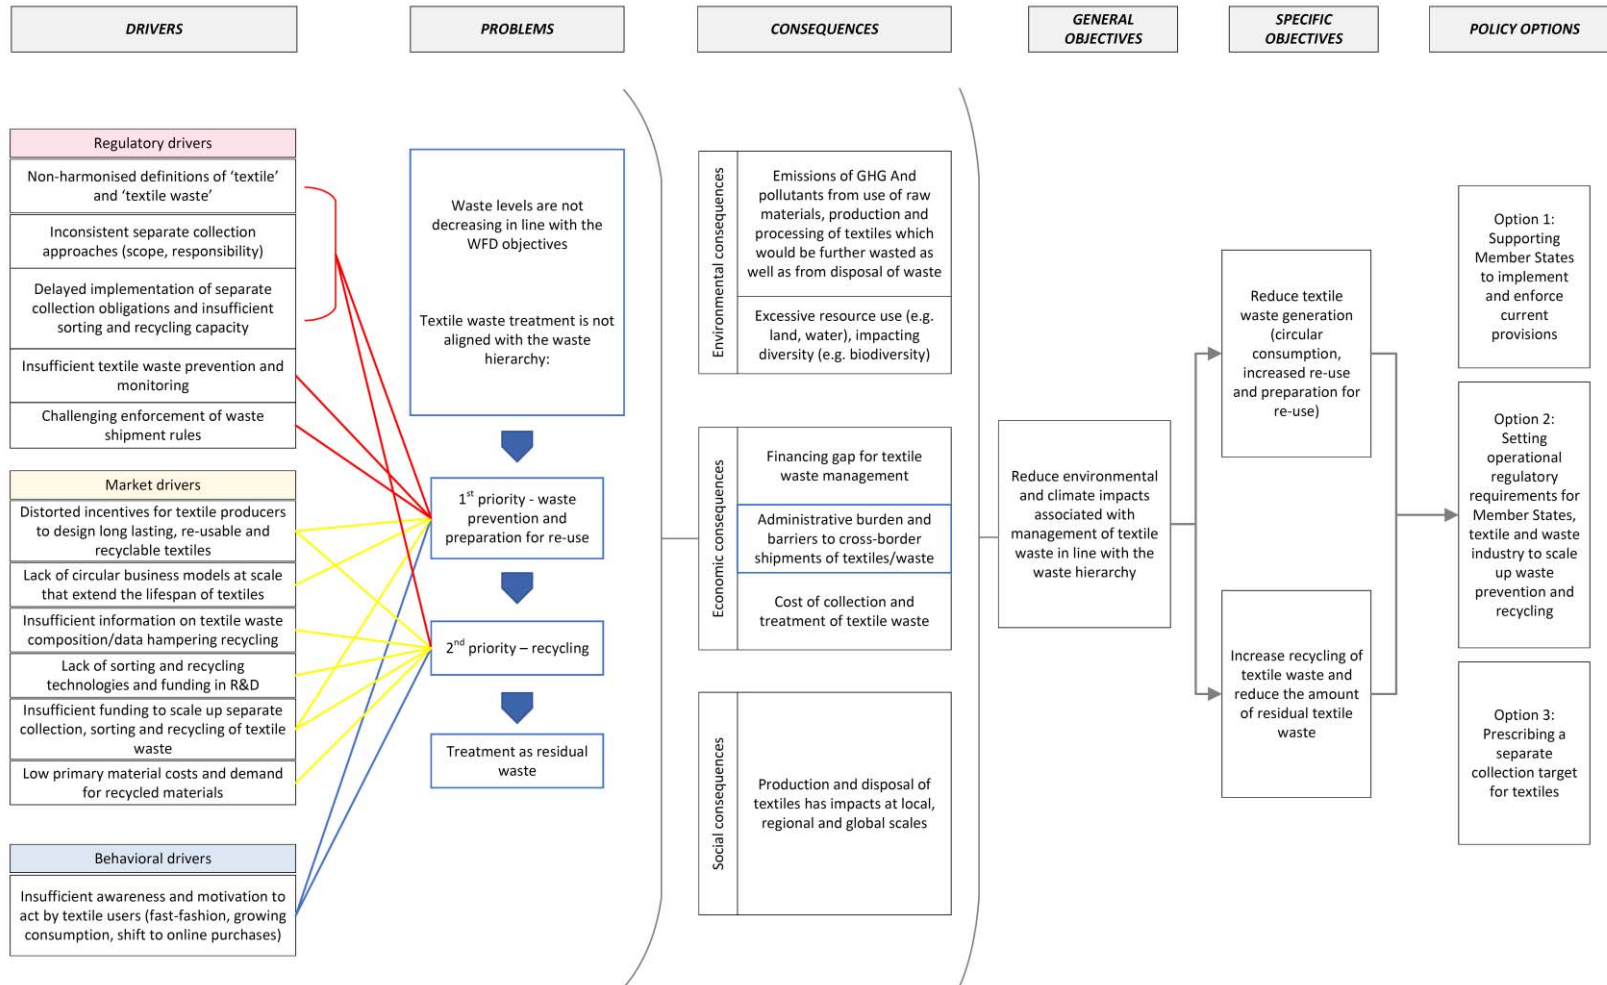 DRIVERS
PROBLEMS
CONSEQUENCES
GENERAL
OBJECTIVES
SPECIFIC
OBJECTIVES
POLICY OPTIONS
Regulatory drivers
Non-harmonised definitions of ‘textile’
and ‘textile waste’
Inconsistent separate collection
approaches (scope, responsibility)
Delayed implementation of separate
collection obligations and insufficient
sorting and recycling capacity
Insufficient textile waste prevention and
monitoring
Challenging enforcement of waste
shipment rules
Market drivers
Distorted incentives for textile producers
to design long lasting, re-usable and
recyclable textiles
Lack of circular business models at scale
that extend the lifespan of textiles
Insufficient information on textile waste
composition/data hampering recycling
Lack of sorting and recycling
technologies and funding in R&D
Insufficient funding to scale up separate
collection, sorting and recycling of textile
waste
Low primary material costs and demand
for recycled materials
Behavioral drivers
Insufficient awareness and motivation to
act by textile users (fast-fashion, growing
consumption, shift to online purchases)
Waste levels are not
decreasing in line with the
WFD objectives
Textile waste treatment is not
aligned with the waste
hierarchy:
1st priority - waste
prevention and
preparation for re-use
2nd priority – recycling
Treatment as residual
waste
Environmental consequences
Emissions of GHG And
pollutants from use of raw
materials, production and
processing of textiles which
would be further wasted as
well as from disposal of waste
Excessive resource use (e.g.
land, water), impacting
diversity (e.g. biodiversity)
Economic consequences
Financing gap for textile
waste management
Administrative burden and
barriers to cross-border
shipments of textiles/waste
Cost of collection and
treatment of textile waste
Social consequences
Production and disposal of
textiles has impacts at local,
regional and global scales
Reduce environmental
and climate impacts
associated with
management of textile
waste in line with the
waste hierarchy
Reduce textile
waste generation
(circular
consumption,
increased re-use
and preparation for
re-use)
Increase recycling of
textile waste and
reduce the amount
of residual textile
waste
Option 1:
Supporting
Member States
to implement
and enforce
current
provisions
Option 2:
Setting
operational
regulatory
requirements for
Member States,
textile and waste
industry to scale
up waste
prevention and
recycling
Option 3:
Prescribing a
separate
collection target
for textiles